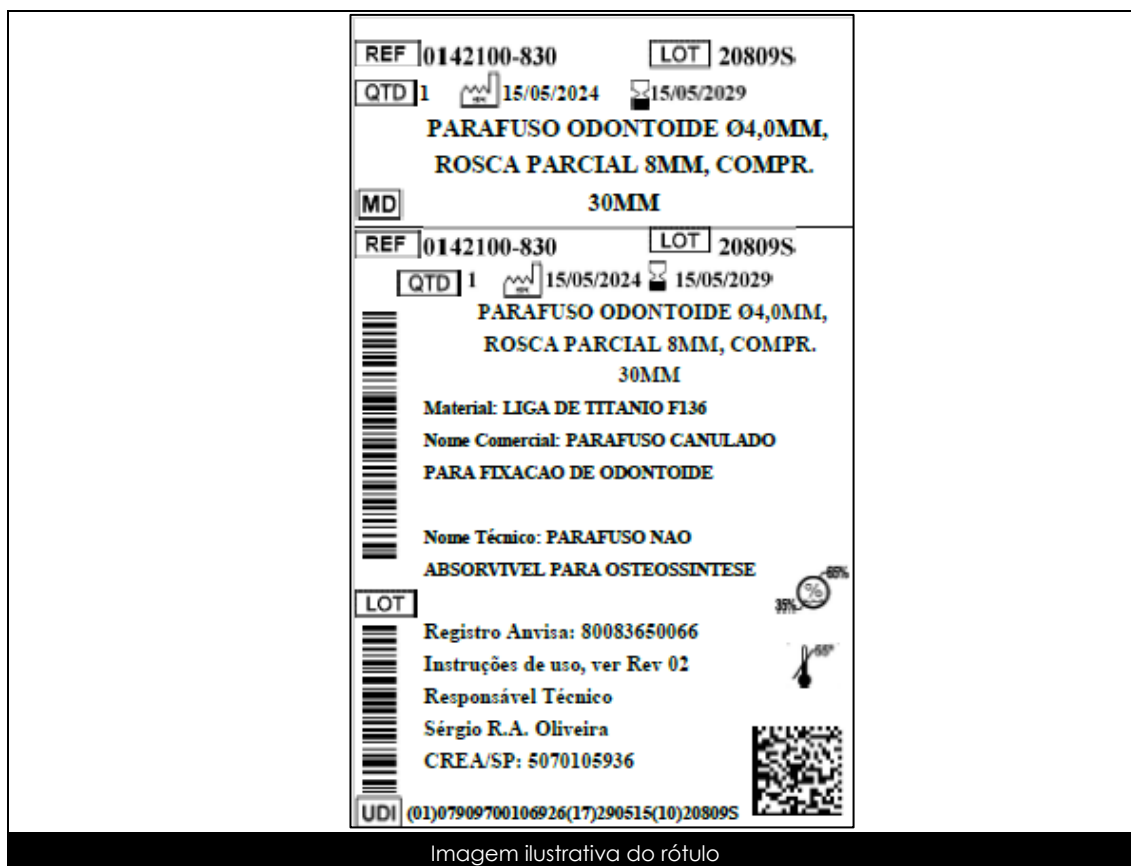 REF 0142100-830 LOT 20809S
QTD 1 15/05/2024 15/05/2029
PARAFUSO ODONTOIDE Ø4,0MM,
ROSCA PARCIAL 8MM, COMPR.
MD 30MM
REF 0142100-830 LOT 20809S
QTD 1 15/05/2024 15/05/2029
PARAFUSO ODONTOIDE Ø4,0MM,
ROSCA PARCIAL 8MM, COMPR.
30MM
Material: LIGA DE TITANIO F136
Nome Comercial: PARAFUSO CANULADO
PARA FIXACAO DE ODONTOIDE
Nome Técnico: PARAFUSO NAO
ABSORVIVEL PARA OSTEOSSINTESE
%
35%
LOT
Registro Anvisa: 80083650066
Instruções de uso, ver Rev 02
Responsável Técnico
Sérgio R.A. Oliveira
CREA/SP: 5070105936
UDI (01)07909700106926(17)290515(10)20809S
Imagem ilustrativa do rótulo